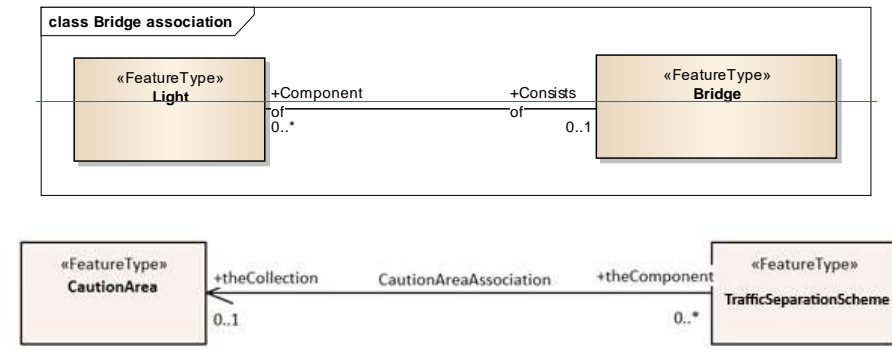 class Bridge association
«FeatureType»
Light
+Component
of
0..*
+Consists
of
0..1
«FeatureType»
Bridge
«FeatureType»
CautionArea
+theCollection
0..1
CautionAreaAssociation
+theComponent
0..*
«FeatureType»
TrafficSeparationScheme